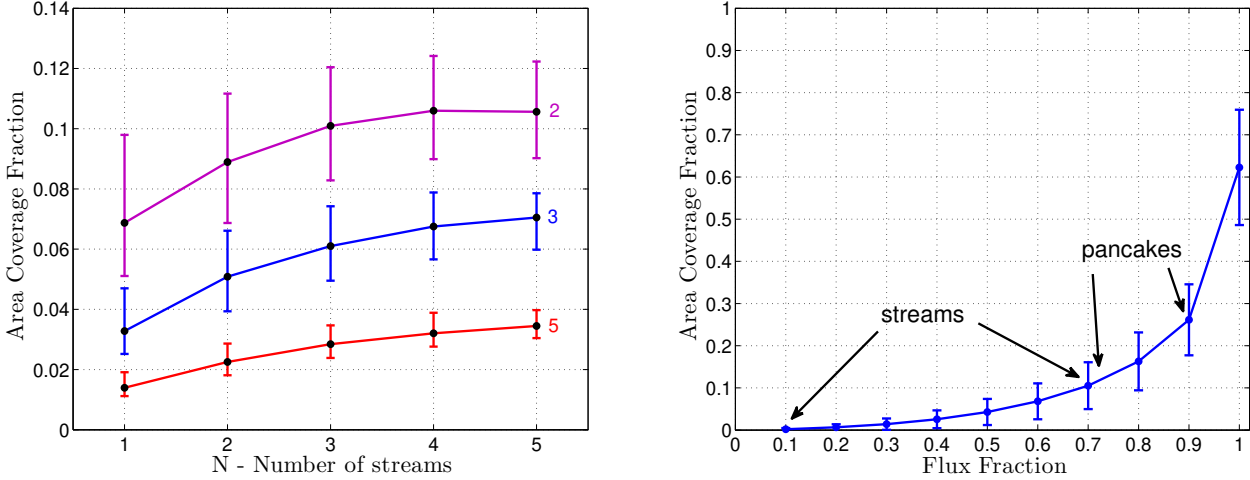 Area Coverage Fraction
0.14
0.12
0.1
0.08
0.06
0.04
0.02
0
2
3
5
1 2 3 4 5
N - Number of streams
Area Coverage Fraction
1
0.9
0.8
0.7
0.6
0.5
0.4
0.3
0.2
0.1
0
pancakes
streams
0 0.1 0.2 0.3 0.4 0.5 0.6 0.7 0.8 0.9 1
Flux Fraction